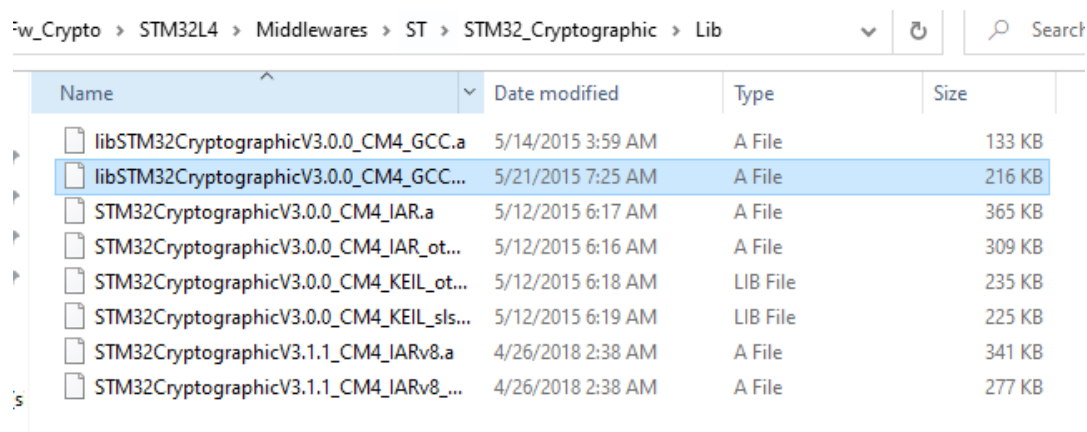 Fw_Crypto > STM32L4 > Middlewares > ST > STM32_Cryptographic > Lib Search
Name Date modified Type Size
libSTM32CryptographicV3.0.0_CM4_GCC.a 5/14/2015 3:59 AM A File 133 KB
libSTM32CryptographicV3.0.0_CM4_GCC... 5/21/2015 7:25 AM A File 216 KB
STM32CryptographicV3.0.0_CM4_IAR.a 5/12/2015 6:17 AM A File 365 KB
STM32CryptographicV3.0.0_CM4_IAR_ot... 5/12/2015 6:16 AM A File 309 KB
STM32CryptographicV3.0.0_CM4_KEIL_ot... 5/12/2015 6:18 AM LIB File 235 KB
STM32CryptographicV3.0.0_CM4_KEIL_sls... 5/12/2015 6:19 AM LIB File 225 KB
STM32CryptographicV3.1.1_CM4_IARv8.a 4/26/2018 2:38 AM A File 341 KB
STM32CryptographicV3.1.1_CM4_IARv8_... 4/26/2018 2:38 AM A File 277 KB